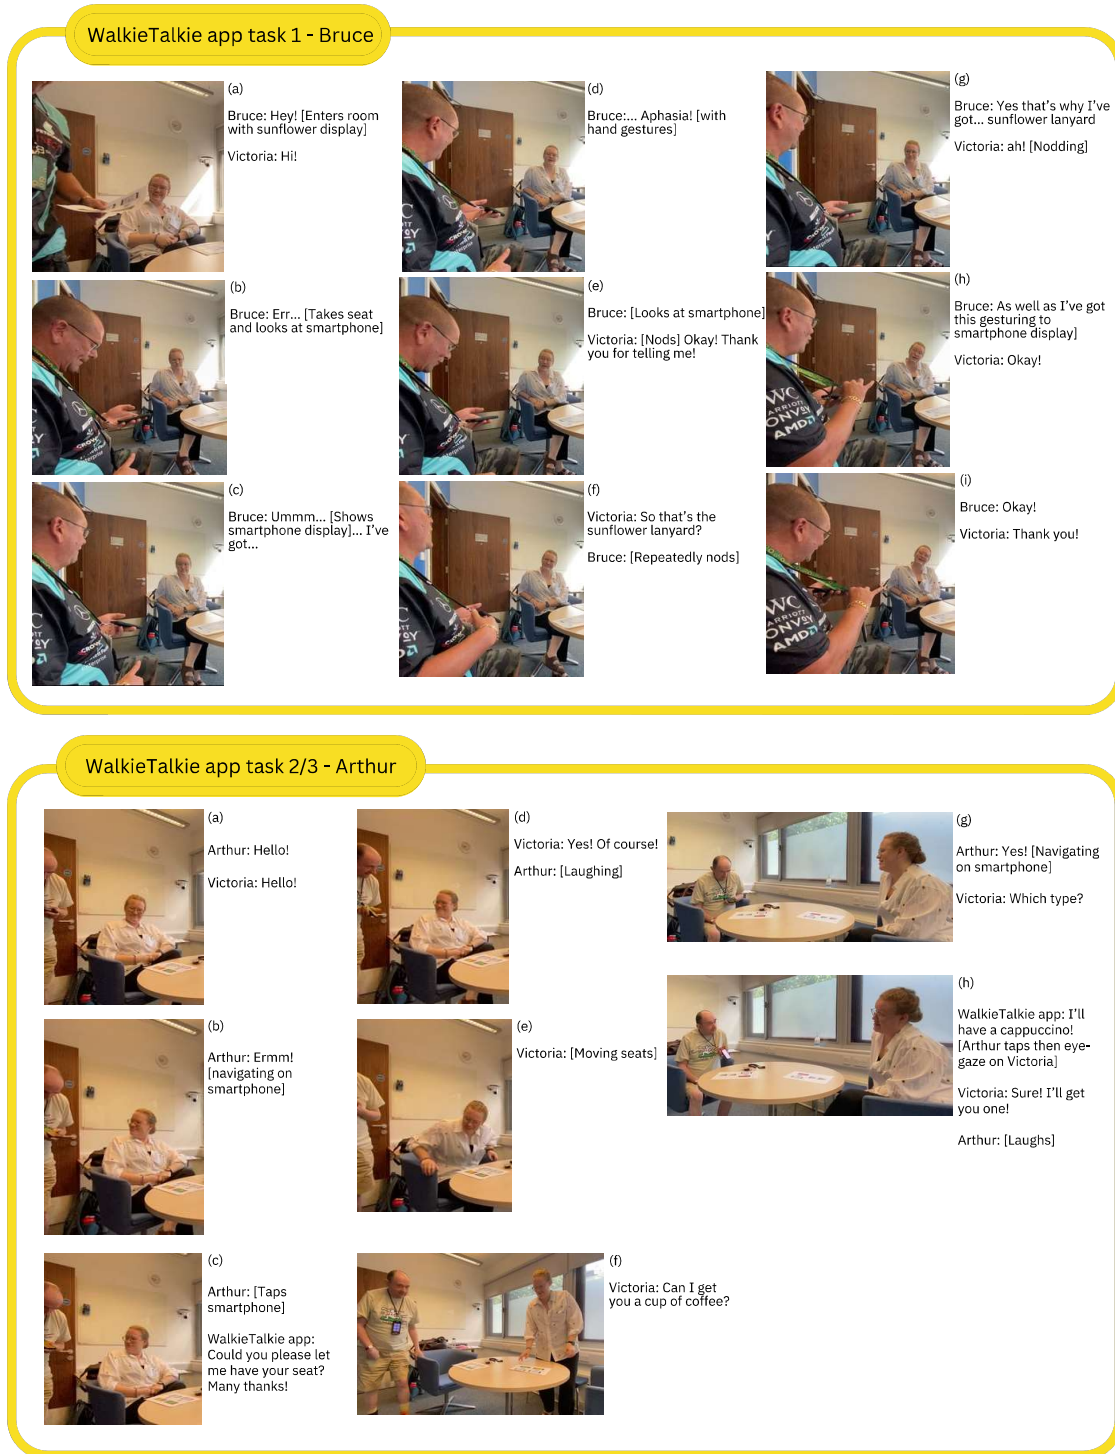 WalkieTalkie app task 1 - Bruce
(a)
Bruce: Hey! [Enters room
with sunflower display]
Victoria: Hi!
(b)
Bruce: Err... [Takes seat
and looks at smartphone]
(c)
Bruce: Ummm... [Shows
smartphone display]... I've
got...
(d)
Bruce:... Aphasia! [with
hand gestures]
(e)
Bruce: [Looks at smartphone]
Victoria: [Nods] Okay! Thank
you for telling me!
(f)
Victoria: So that's the
sunflower lanyard?
Bruce: [Repeatedly nods]
(g)
Bruce: Yes that's why I've
got... sunflower lanyard
Victoria: ah! [Nodding]
(h)
Bruce: As well as I've got
this gesturing to
smartphone display]
Victoria: Okay!
(i)
Bruce: Okay!
Victoria: Thank you!
WC
ARRIOTT
ONVOY
AMD
WalkieTalkie app task 2/3 - Arthur
(a)
Arthur: Hello!
Victoria: Hello!
(b)
Arthur: Ermm!
[navigating on
smartphone]
(c)
Arthur: [Taps
smartphone]
WalkieTalkie app:
Could you please let
me have your seat?
Many thanks!
(d)
Victoria: Yes! Of course!
Arthur: [Laughing]
(e)
Victoria: [Moving seats]
(f)
Victoria: Can I get
you a cup of coffee?
(g)
Arthur: Yes! [Navigating
on smartphone]
Victoria: Which type?
(h)
WalkieTalkie app: I'll
have a cappuccino!
[Arthur taps then eye-
gaze on Victoria]
Victoria: Sure! I'll get
you one!
Arthur: [Laughs]